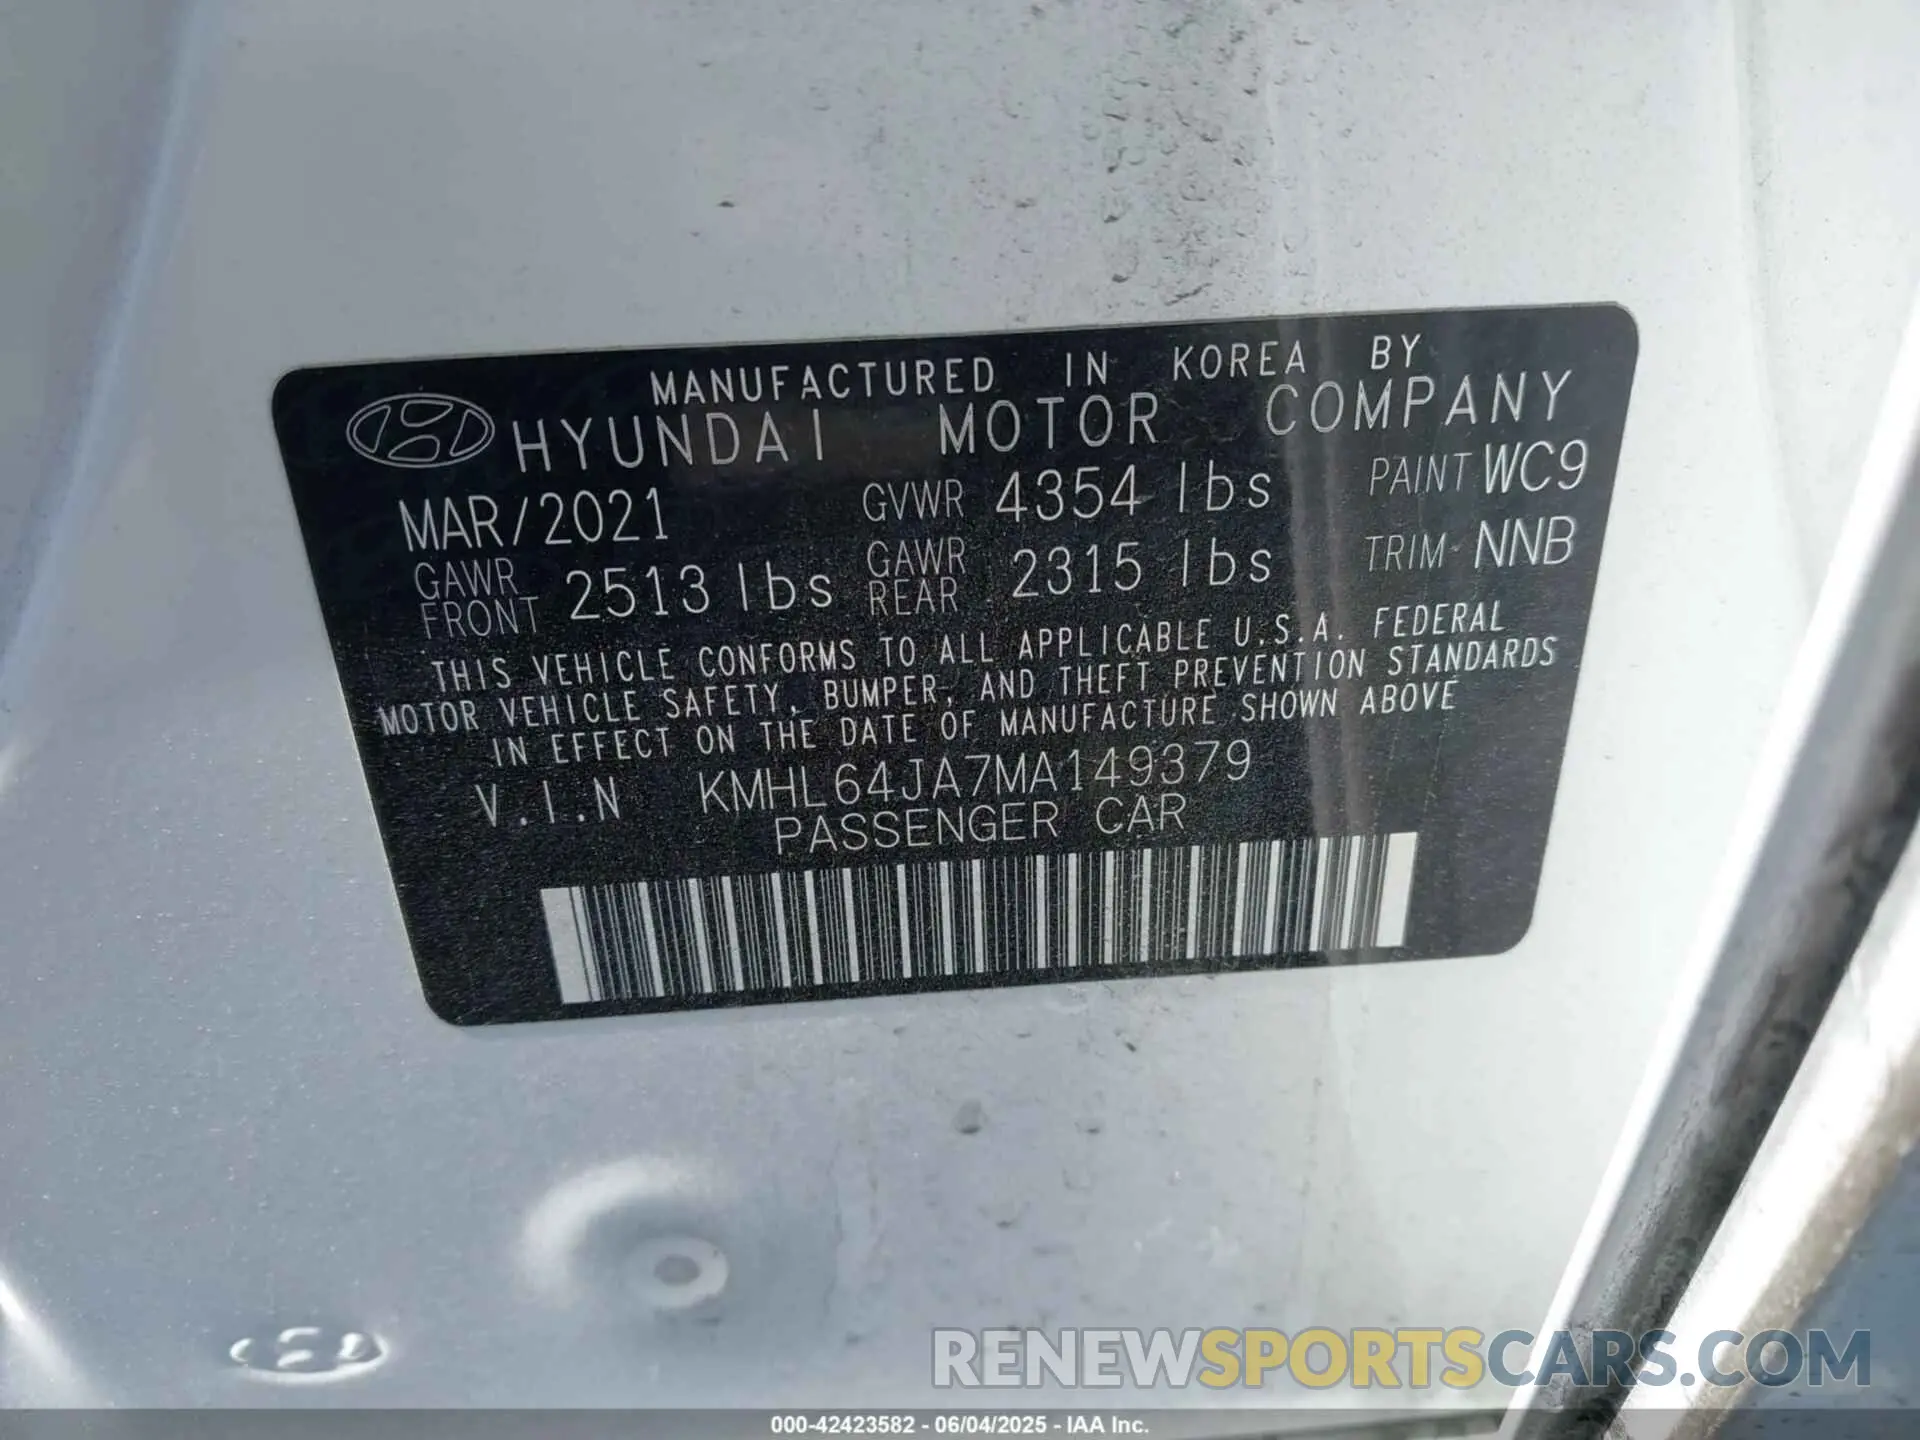 MANUFACTURED IN KOREA BY
HYUNDAI MOTOR COMPANY
MAR/2021 GVWR 4354 lbs PAINT WC9
GAWR FRONT 2513 lbs GAWR REAR 2315 lbs TRIM NNB
THIS VEHICLE CONFORMS TO ALL APPLICABLE U.S.A. FEDERAL
MOTOR VEHICLE SAFETY, BUMPER, AND THEFT PREVENTION STANDARDS
IN EFFECT ON THE DATE OF MANUFACTURE SHOWN ABOVE
V.I.N KMHL64JA7MA149379
PASSENGER CAR
RENEWSPORTSCARS.COM
000-42423582 - 06/04/2025 - IAA Inc.